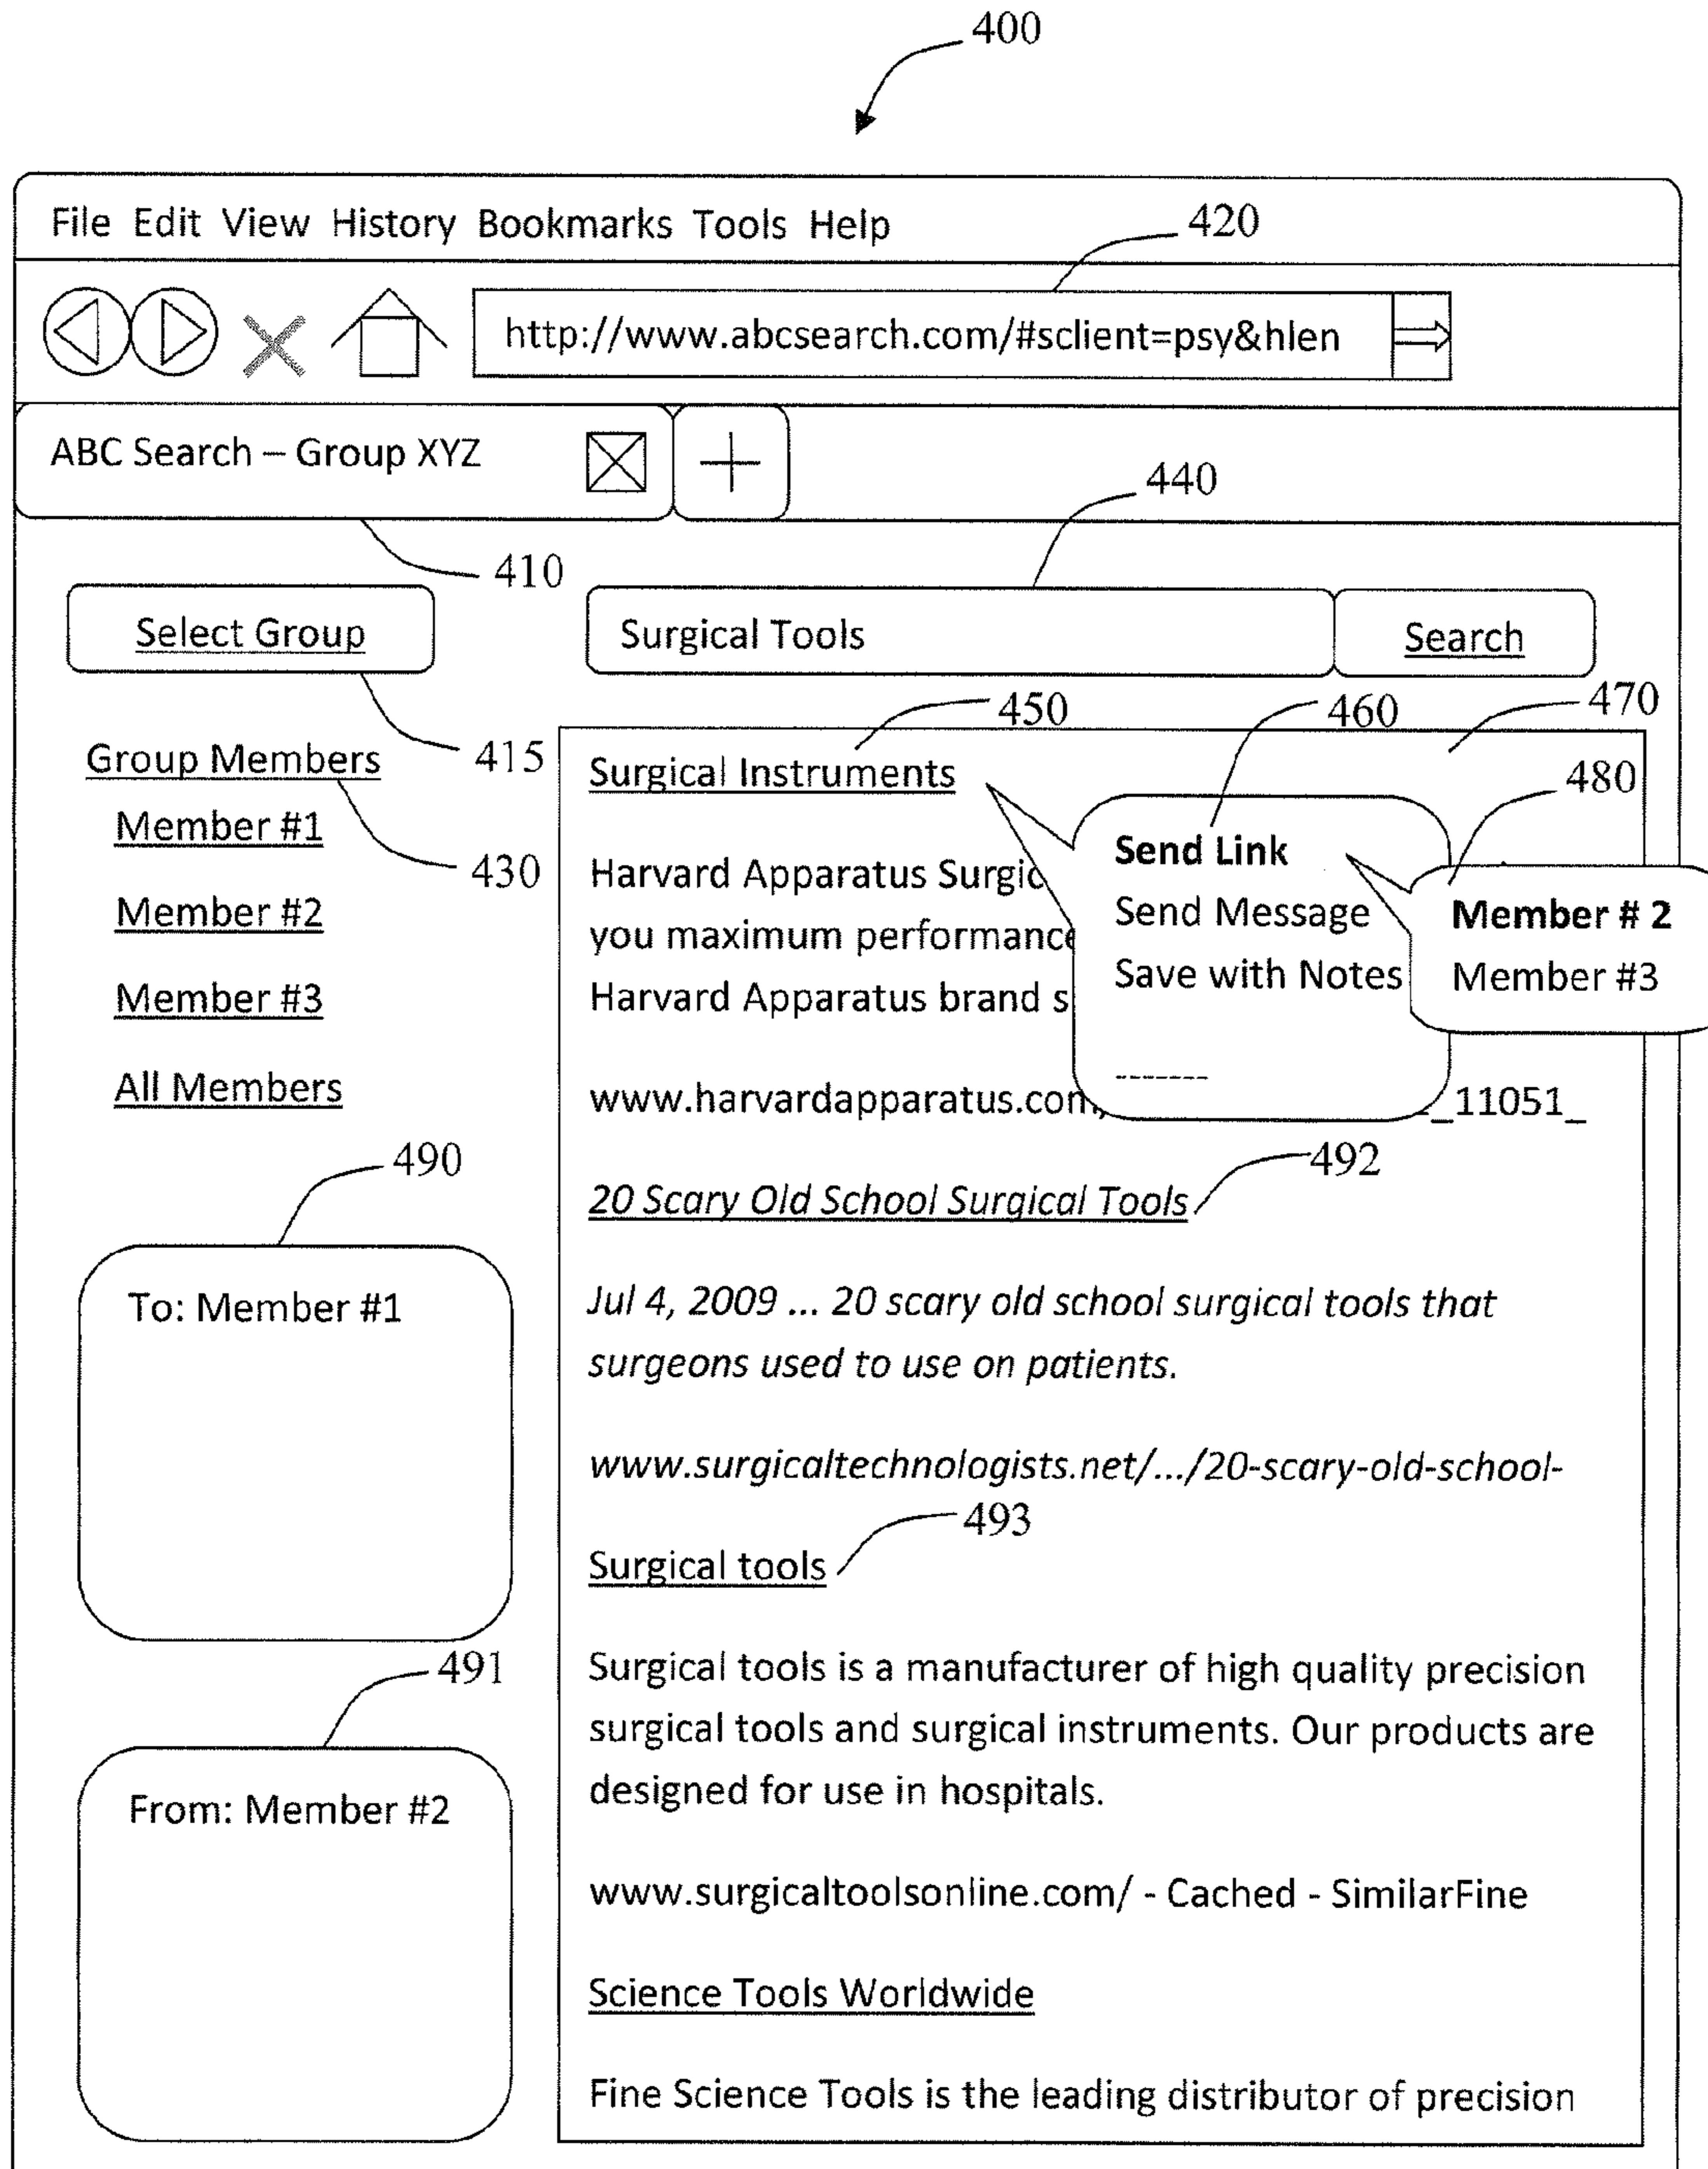 400
File Edit View History Bookmarks Tools Help
420
http://www.abcsearch.com/#sclient=psy&hlen
ABC Search – Group XYZ
440
410
Select Group
Surgical Tools
Search
415
450
460
470
480
Group Members
430
Member #1
Member #2
Member #3
All Members
Surgical Instruments
Harvard Apparatus
you maximum performance
Harvard Apparatus brand
www.harvardapparatus.com
_11051_
Send Link
Send Message
Save with Notes
-------
Member # 2
Member #3
490
To: Member #1
491
From: Member #2
492
20 Scary Old School Surgical Tools
Jul 4, 2009 ... 20 scary old school surgical tools that
surgeons used to use on patients.
www.surgicaltechnologists.net/.../20-scary-old-school-
493
Surgical tools
Surgical tools is a manufacturer of high quality precision
surgical tools and surgical instruments. Our products are
designed for use in hospitals.
www.surgicaltoolsonline.com/ - Cached - SimilarFine
Science Tools Worldwide
Fine Science Tools is the leading distributor of precision